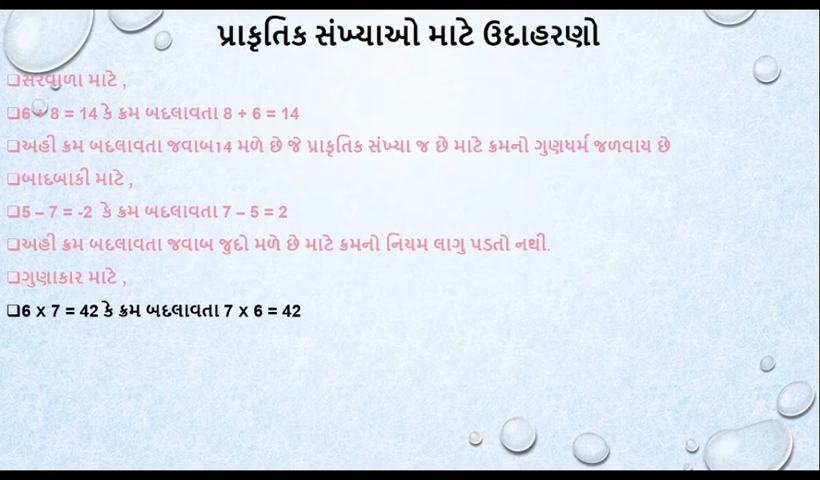 પ્રાકૃતિક સંખ્યાઓ માટે ઉદાહરણો
❑સરવાળા માટે ,
❑6 + 8 = 14 કે ક્રમ બદલાવતા 8 + 6 = 14
❑અહી ક્રમ બદલાવતા જવાબ14 મળે છે જે પ્રાકૃતિક સંખ્યા જ છે માટે ક્રમનો ગુણધર્મ જળવાય છે
❑બાદબાકી માટે ,
❑5 – 7 = -2 કે ક્રમ બદલાવતા 7 – 5 = 2
❑અહી ક્રમ બદલાવતા જવાબ જુદો મળે છે માટે ક્રમનો નિયમ લાગુ પડતો નથી.
❑ગુણાકાર માટે ,
❑6 x 7 = 42 કે ક્રમ બદલાવતા 7 x 6 = 42